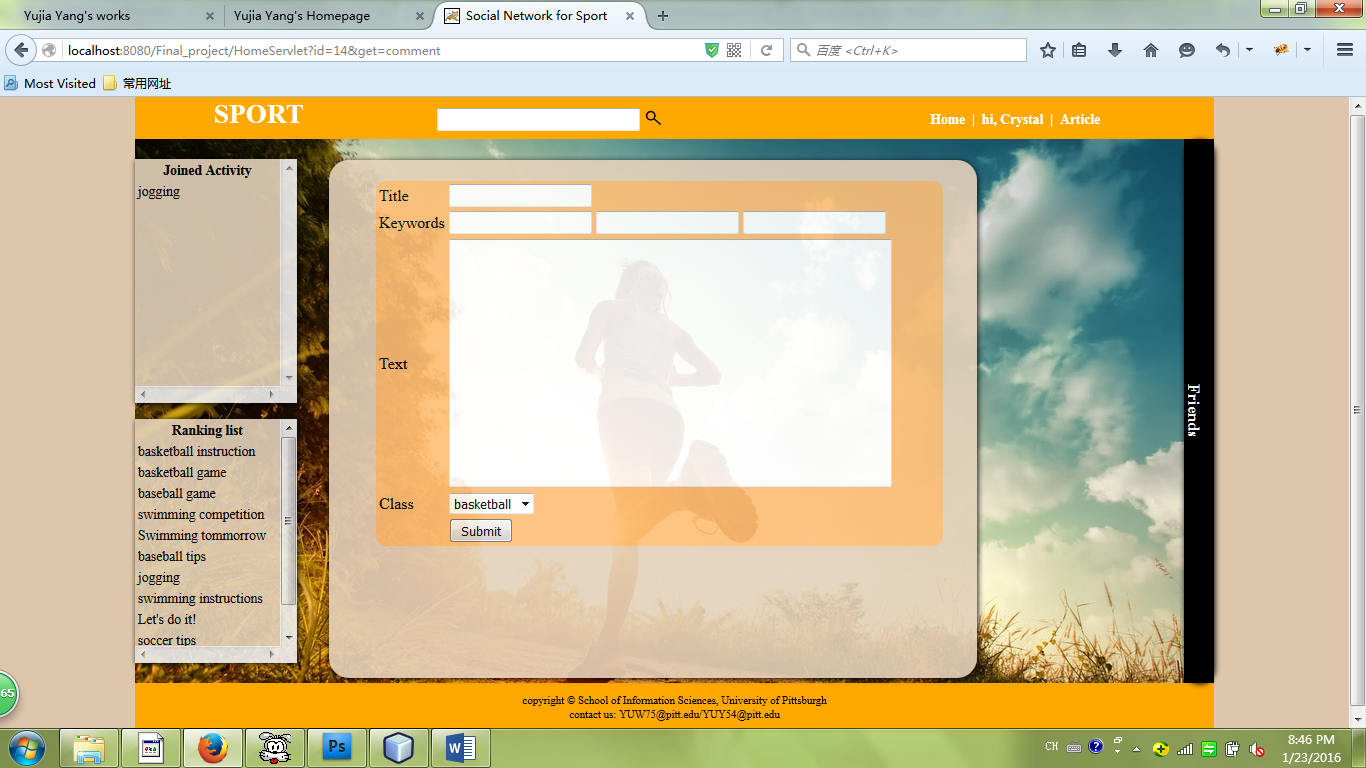 Yujia Yang's works
Yujia Yang's Homepage
Social Network for Sport
localhost:8080/Final_project/HomeServlet?id=14&get=comment
百度 <Ctrl+K>
Most Visited
常用网址
SPORT
Home | hi, Crystal | Article
Joined Activity
jogging
Ranking list
basketball instruction
basketball game
baseball game
swimming competition
Swimming tommorrow
baseball tips
jogging
swimming instructions
Let's do it!
soccer tips
Title
Keywords
Text
Class
basketball
Submit
Friends
copyright © School of Information Sciences, University of Pittsburgh
contact us: YUW75@pitt.edu/YUY54@pitt.edu
65
Ps
W
CH
8:46 PM
1/23/2016